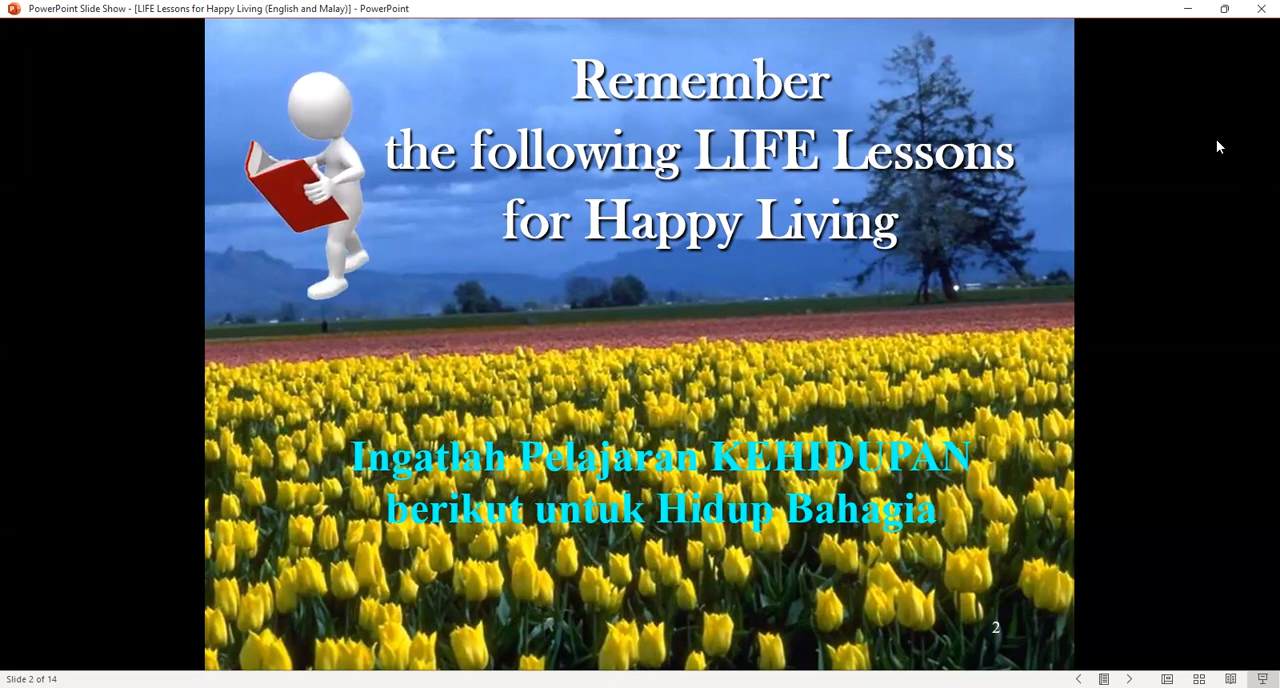 PowerPoint Slide Show - [LIFE Lessons for Happy Living (English and Malay)] - PowerPoint
Remember
the following LIFE Lessons
for Happy Living
Ingatlah Pelajaran KEHIDUPAN
berikut untuk Hidup Bahagia
2
Slide 2 of 14